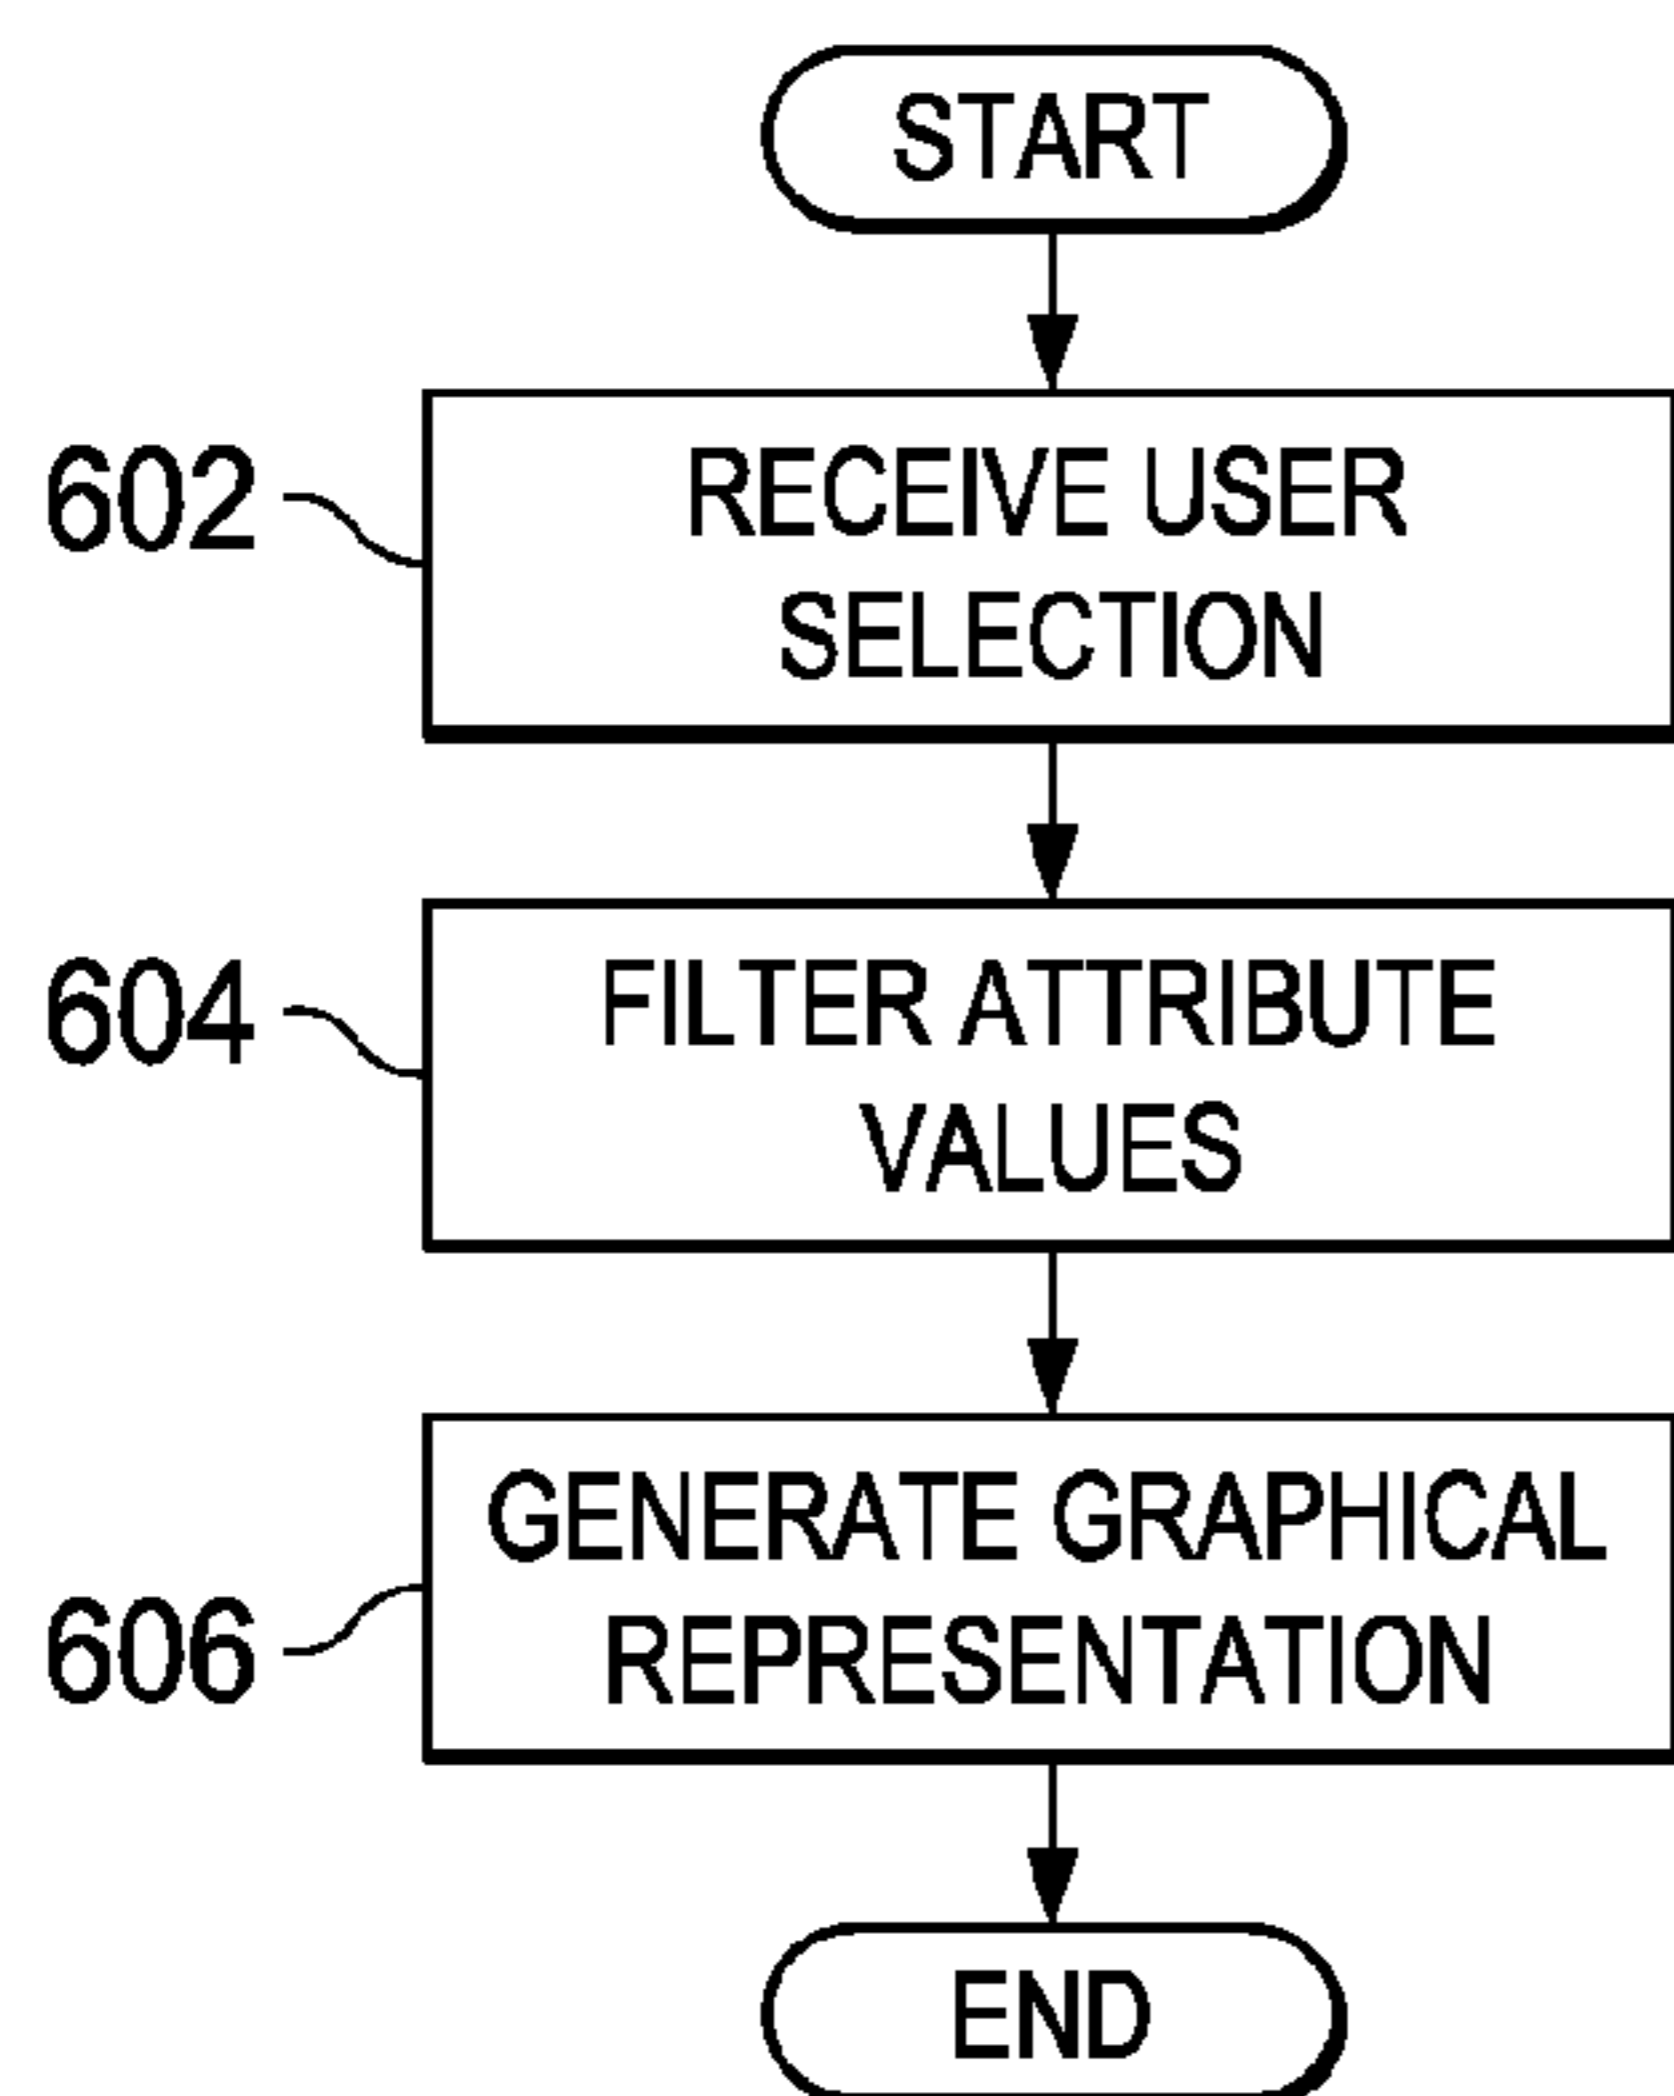 START
602
RECEIVE USER
SELECTION
604
FILTER ATTRIBUTE
VALUES
GENERATE GRAPHICAL
606
REPRESENTATION
END